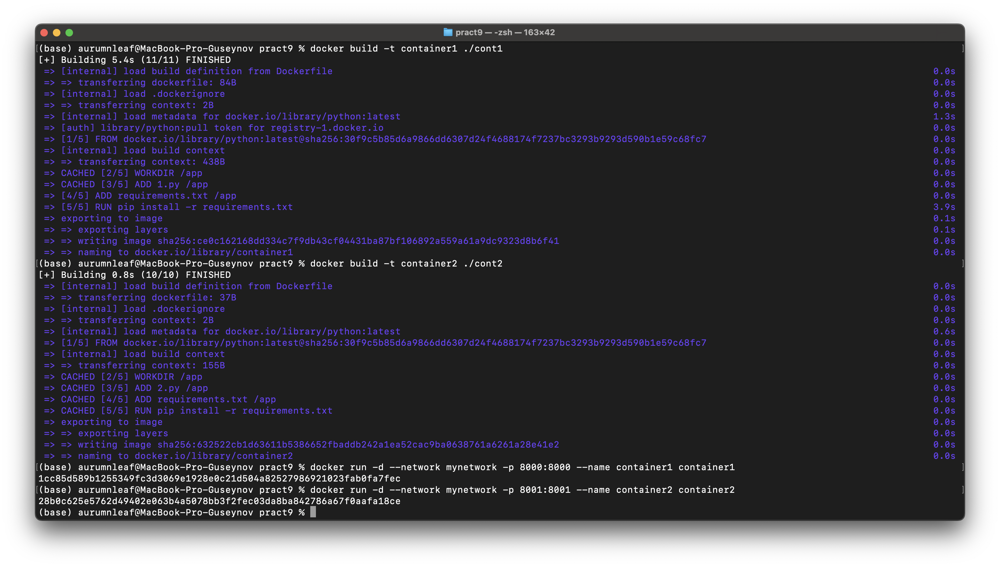 pract9 — -zsh — 163×42
(base) aurumnleaf@MacBook-Pro-Guseynov pract9 % docker build -t container1 ./cont1
[+] Building 5.4s (11/11) FINISHED
=> [internal] load build definition from Dockerfile 0.0s
=> => transferring dockerfile: 84B 0.0s
=> [internal] load .dockerignore 0.0s
=> => transferring context: 2B 0.0s
=> [internal] load metadata for docker.io/library/python:latest 1.3s
=> [auth] library/python:pull token for registry-1.docker.io 0.0s
=> [1/5] FROM docker.io/library/python:latest@sha256:30f9c5b85d6a9866dd6307d24f4688174f7237bc3293b9293d590b1e59c68fc7 0.0s
=> [internal] load build context 0.0s
=> => transferring context: 438B 0.0s
=> CACHED [2/5] WORKDIR /app 0.0s
=> CACHED [3/5] ADD 1.py /app 0.0s
=> [4/5] ADD requirements.txt /app 0.0s
=> [5/5] RUN pip install -r requirements.txt 3.9s
=> exporting to image 0.1s
=> => exporting layers 0.1s
=> => writing image sha256:ce0c162168dd334c7f9db43cf04431ba87bf106892a559a61a9dc9323d8b6f41 0.0s
=> => naming to docker.io/library/container1 0.0s
(base) aurumnleaf@MacBook-Pro-Guseynov pract9 % docker build -t container2 ./cont2
[+] Building 0.8s (10/10) FINISHED
=> [internal] load build definition from Dockerfile 0.0s
=> => transferring dockerfile: 37B 0.0s
=> [internal] load .dockerignore 0.0s
=> => transferring context: 2B 0.0s
=> [internal] load metadata for docker.io/library/python:latest 0.6s
=> [1/5] FROM docker.io/library/python:latest@sha256:30f9c5b85d6a9866dd6307d24f4688174f7237bc3293b9293d590b1e59c68fc7 0.0s
=> [internal] load build context 0.0s
=> => transferring context: 155B 0.0s
=> CACHED [2/5] WORKDIR /app 0.0s
=> CACHED [3/5] ADD 2.py /app 0.0s
=> CACHED [4/5] ADD requirements.txt /app 0.0s
=> CACHED [5/5] RUN pip install -r requirements.txt 0.0s
=> exporting to image 0.0s
=> => exporting layers 0.0s
=> => writing image sha256:632522cb1d63611b5386652fbaddb242a1ea52cac9ba0638761a6261a28e41e2 0.0s
=> => naming to docker.io/library/container2 0.0s
(base) aurumnleaf@MacBook-Pro-Guseynov pract9 % docker run -d --network mynetwork -p 8000:8000 --name container1 container1
1cc85d589b1255349fc3d3069e1928e0c21d504a82527986921023fab0fa7fec
(base) aurumnleaf@MacBook-Pro-Guseynov pract9 % docker run -d --network mynetwork -p 8001:8001 --name container2 container2
28b0c625e5762d49402e063b4a5078bb3f2fec03da8ba842786a67f0aafa18ce
(base) aurumnleaf@MacBook-Pro-Guseynov pract9 %